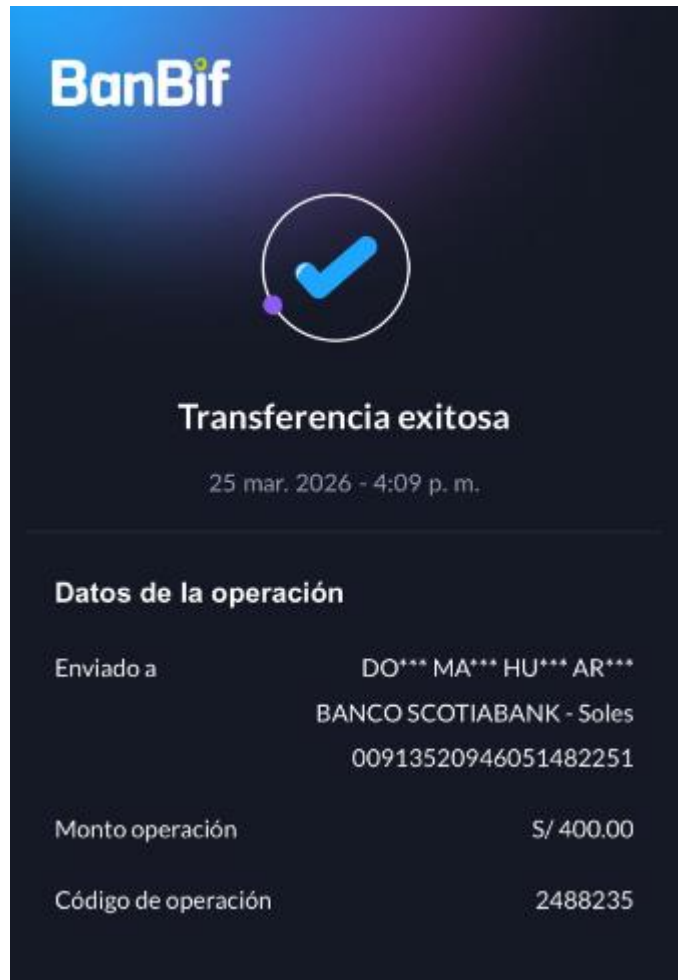 BanBif
Transferencia exitosa
25 mar. 2026 - 4:09 p. m.
Datos de la operación
Enviado a DO*** MA*** HU*** AR***
BANCO SCOTIABANK - Soles
00913520946051482251
Monto operación S/ 400.00
Código de operación 2488235